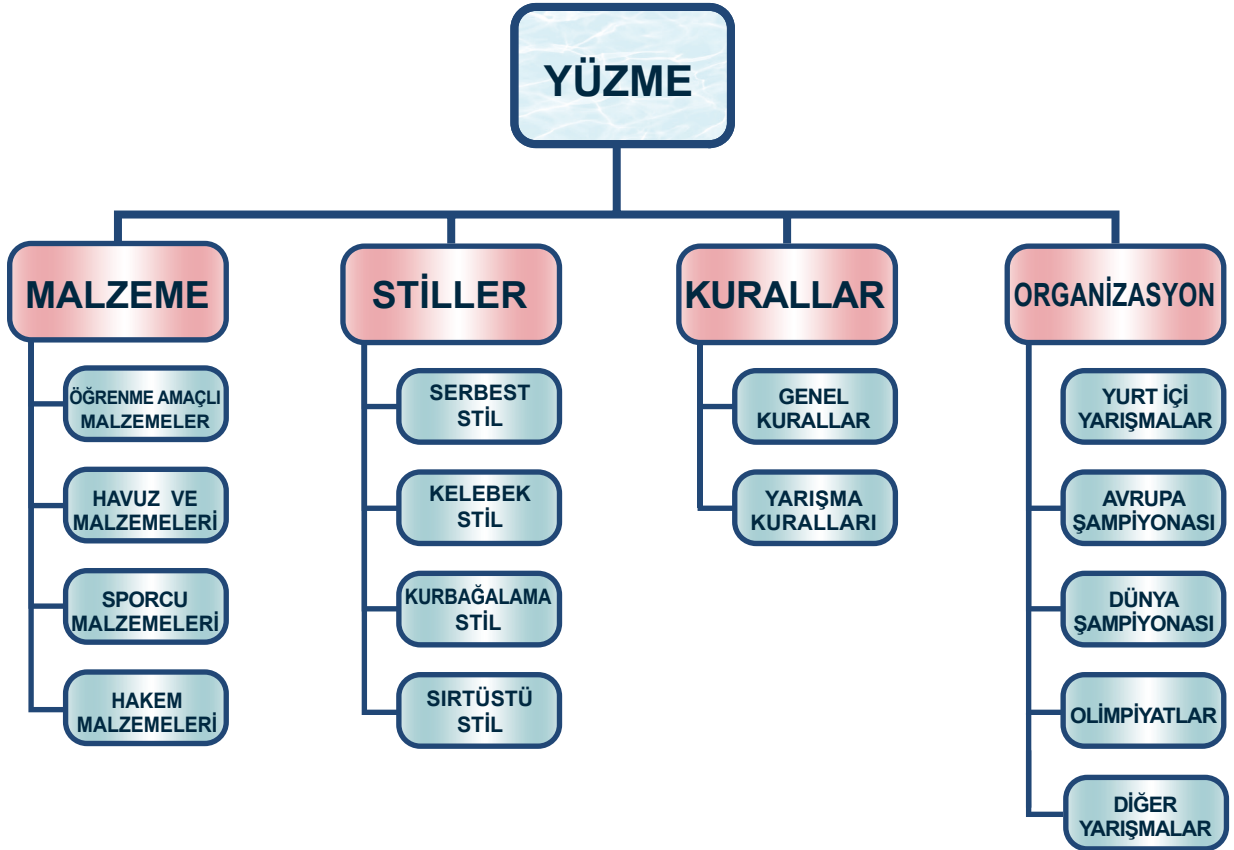 YÜZME
MALZEME
ÖĞRENME AMAÇLI
MALZEMELER
HAVUZ VE
MALZEMELERİ
SPORCU
MALZEMELERİ
HAKEM
MALZEMELERİ
STİLLER
SERBEST
STİL
KELEBEK
STİL
KURBAĞALAMA
STİL
SIRTÜSTÜ
STİL
KURALLAR
GENEL
KURALLAR
YARIŞMA
KURALLARI
ORGANİZASYON
YURT İÇİ
YARIŞMALAR
AVRUPA
ŞAMPİYONASI
DÜNYA
ŞAMPİYONASI
OLİMPİYATLAR
DİĞER
YARIŞMALAR